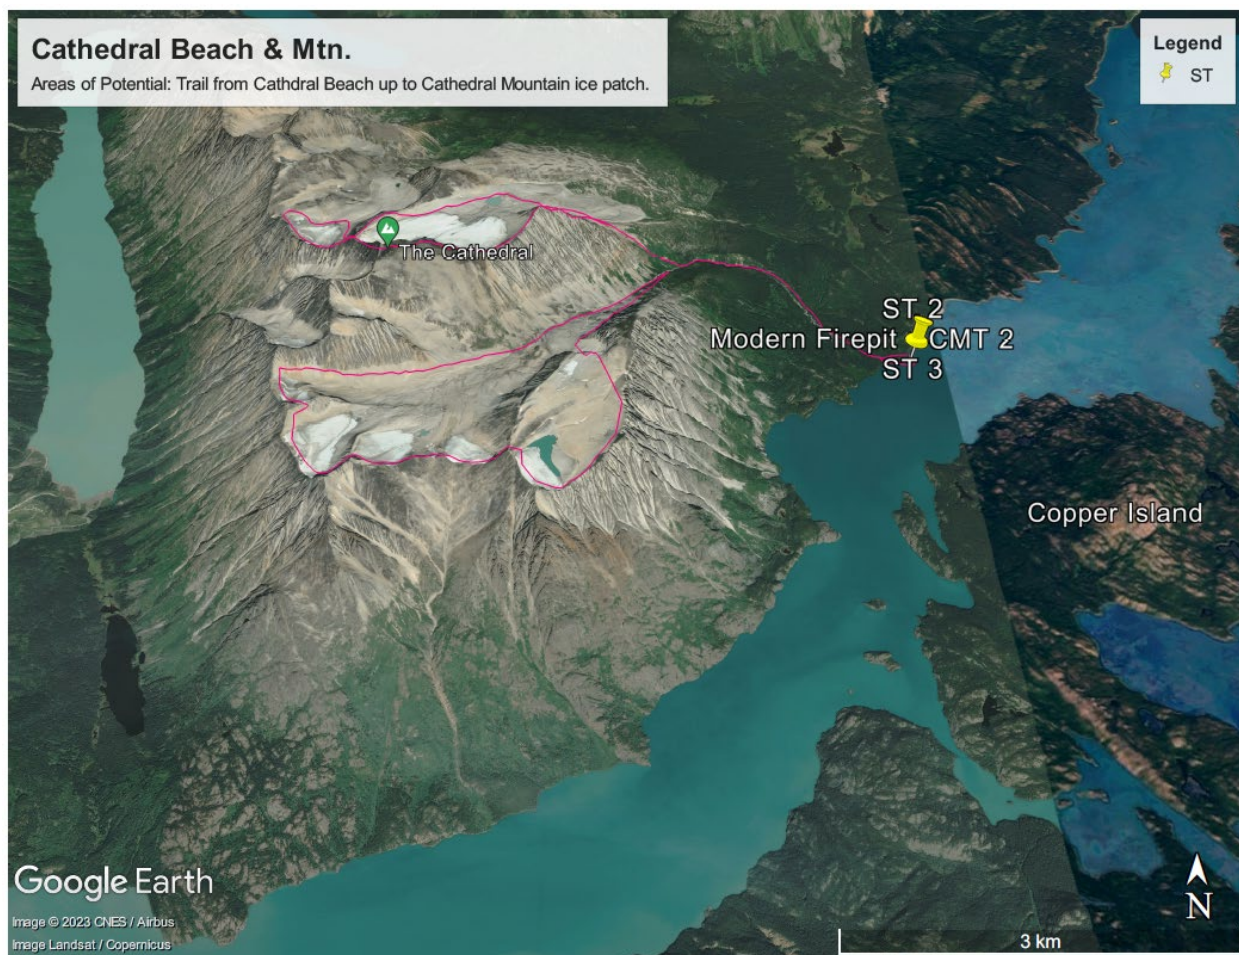 Cathedral Beach & Mtn.
Areas of Potential: Trail from Cathdral Beach up to Cathedral Mountain ice patch.
Legend
ST
The Cathedral
ST 2
Modern Firepit
CMT 2
ST 3
Copper Island
Google Earth
Image © 2023 CNES / Airbus
Image Landsat / Copernicus
N
3 km